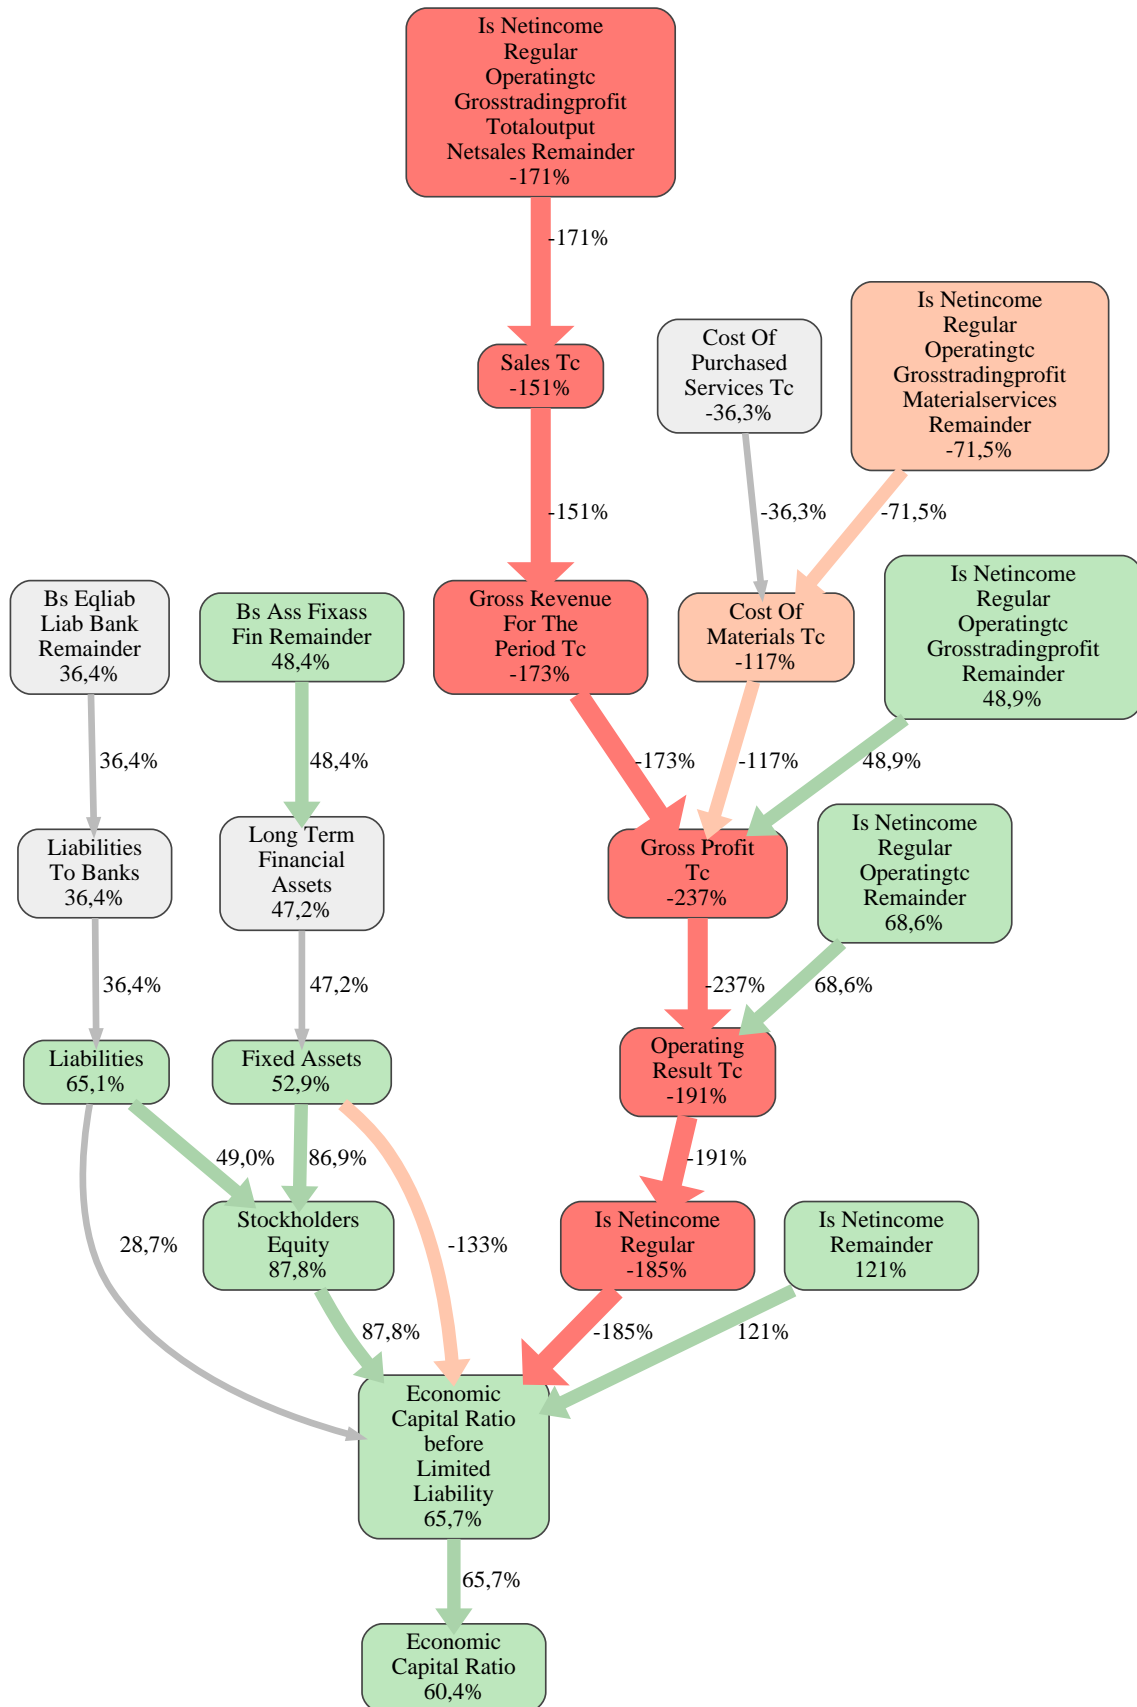 Is Netincome
Regular
Operatingtc
Grosstradingprofit
Totaloutput
Netsales Remainder
-171%
-171%
Is Netincome
Regular
Operatingtc
Grosstradingprofit
Materialservices
Remainder
-71,5%
Cost Of
Purchased
Services Tc
-36,3%
Sales Tc
-151%
-151%
-36,3%
-71,5%
Bs Eqliab
Liab Bank
Remainder
36,4%
Bs Ass Fixass
Fin Remainder
48,4%
Gross Revenue
For The
Period Tc
-173%
Cost Of
Materials Tc
-117%
Is Netincome
Regular
Operatingtc
Grosstradingprofit
Remainder
48,9%
36,4%
48,4%
-173%
-117%
48,9%
Liabilities
To Banks
36,4%
Long Term
Financial
Assets
47,2%
Gross Profit
Tc
-237%
Is Netincome
Regular
Operatingtc
Remainder
68,6%
36,4%
47,2%
-237%
68,6%
Liabilities
65,1%
Fixed Assets
52,9%
Operating
Result Tc
-191%
49,0%
86,9%
-191%
28,7%
Stockholders
Equity
87,8%
-133%
Is Netincome
Regular
-185%
Is Netincome
Remainder
121%
87,8%
-185%
121%
Economic
Capital Ratio
before
Limited
Liability
65,7%
65,7%
Economic
Capital Ratio
60,4%